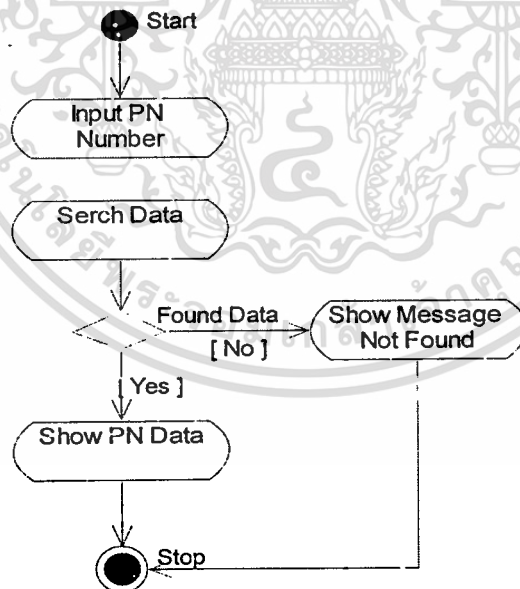 Start
Input PN
Number
Serch Data
Found Data
[ No ]
Show Message
Not Found
[ Yes ]
Show PN Data
Stop